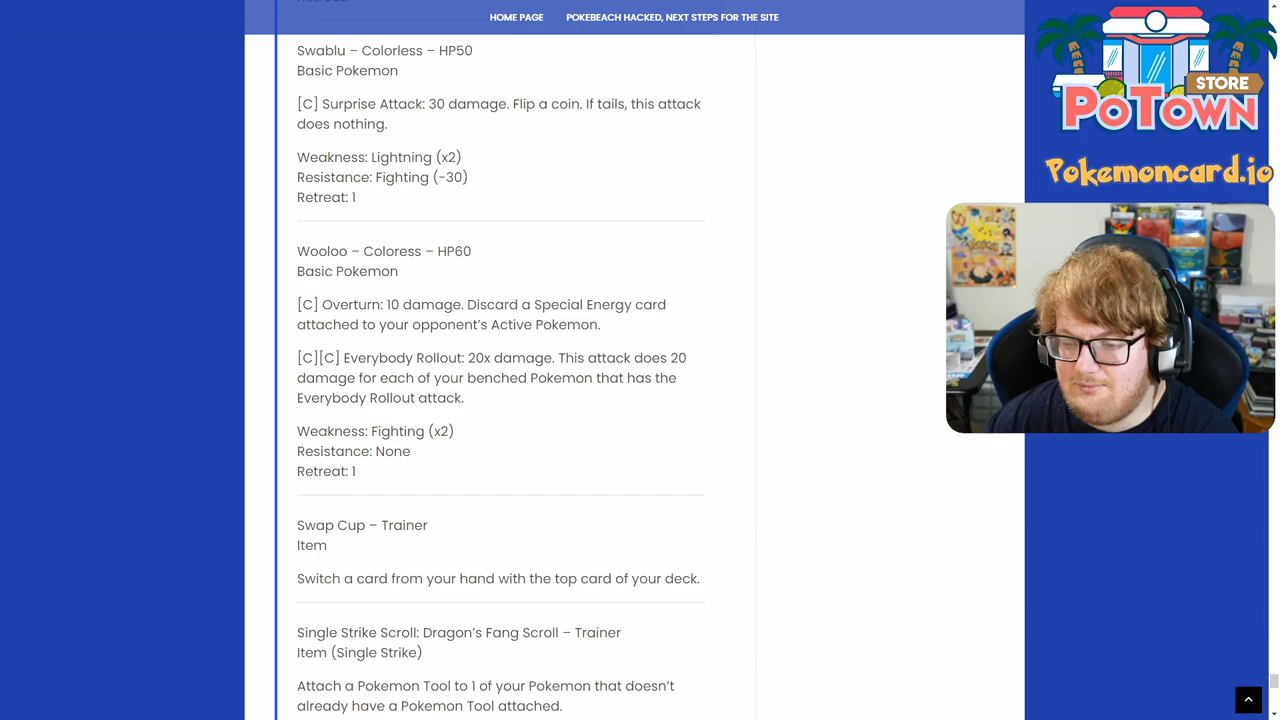 HOME PAGE
POKEBEACH HACKED, NEXT STEPS FOR THE SITE
Swablu – Colorless – HP50
Basic Pokemon
[C] Surprise Attack: 30 damage. Flip a coin. If tails, this attack
does nothing.
Weakness: Lightning (x2)
Resistance: Fighting (-30)
Retreat: 1
Wooloo – Coloress – HP60
Basic Pokemon
[C] Overturn: 10 damage. Discard a Special Energy card
attached to your opponent’s Active Pokemon.
[C][C] Everybody Rollout: 20x damage. This attack does 20
damage for each of your benched Pokemon that has the
Everybody Rollout attack.
Weakness: Fighting (x2)
Resistance: None
Retreat: 1
Swap Cup – Trainer
Item
Switch a card from your hand with the top card of your deck.
Single Strike Scroll: Dragon’s Fang Scroll – Trainer
Item (Single Strike)
Attach a Pokemon Tool to 1 of your Pokemon that doesn’t
already have a Pokemon Tool attached.
STORE
POTOWN
Pokemoncard.io